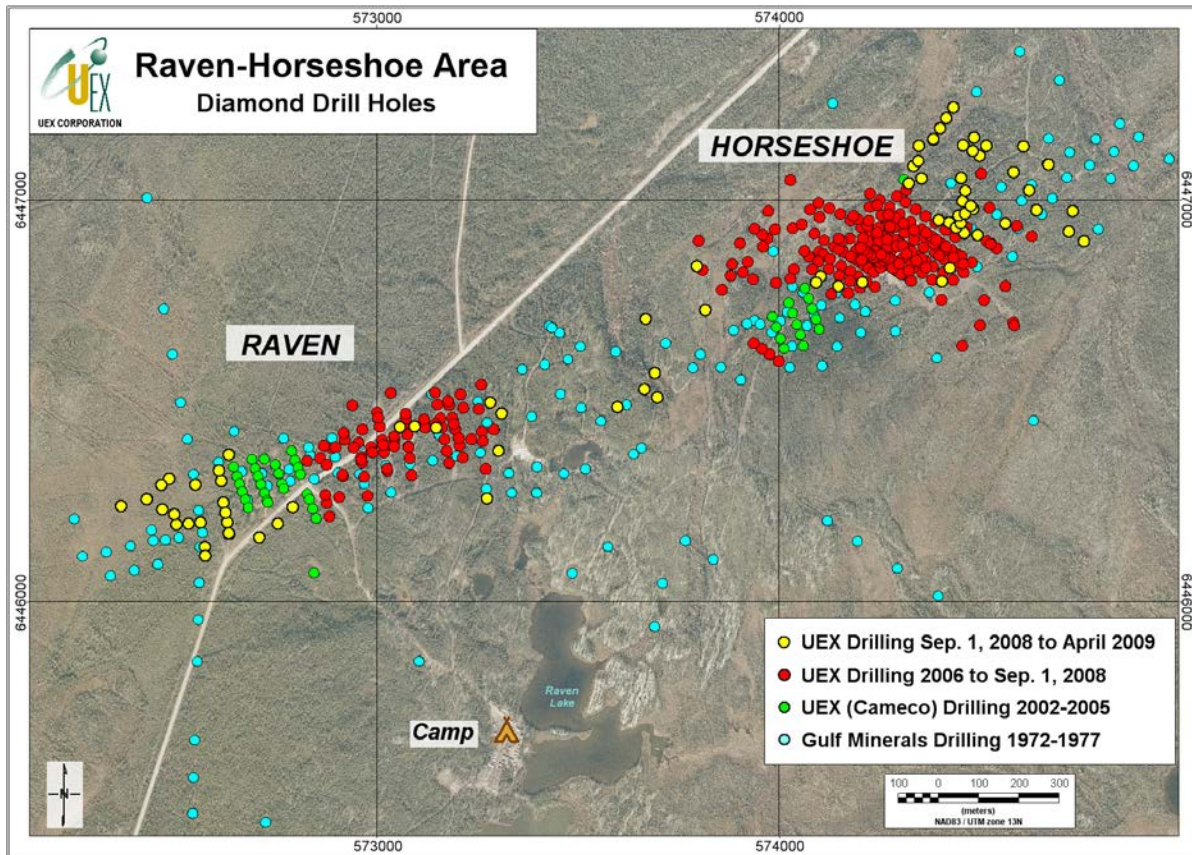 573000
574000
UEX
UEX CORPORATION
Raven-Horseshoe Area
Diamond Drill Holes
HORSESHOE
6447000
6447000
RAVEN
6446000
6446000
Raven
Lake
Camp
UEX Drilling Sep. 1, 2008 to April 2009
UEX Drilling 2006 to Sep. 1, 2008
UEX (Cameco) Drilling 2002-2005
Gulf Minerals Drilling 1972-1977
N
100 0 100 200 300
(meters)
NAD83 / UTM zone 13N
573000
574000